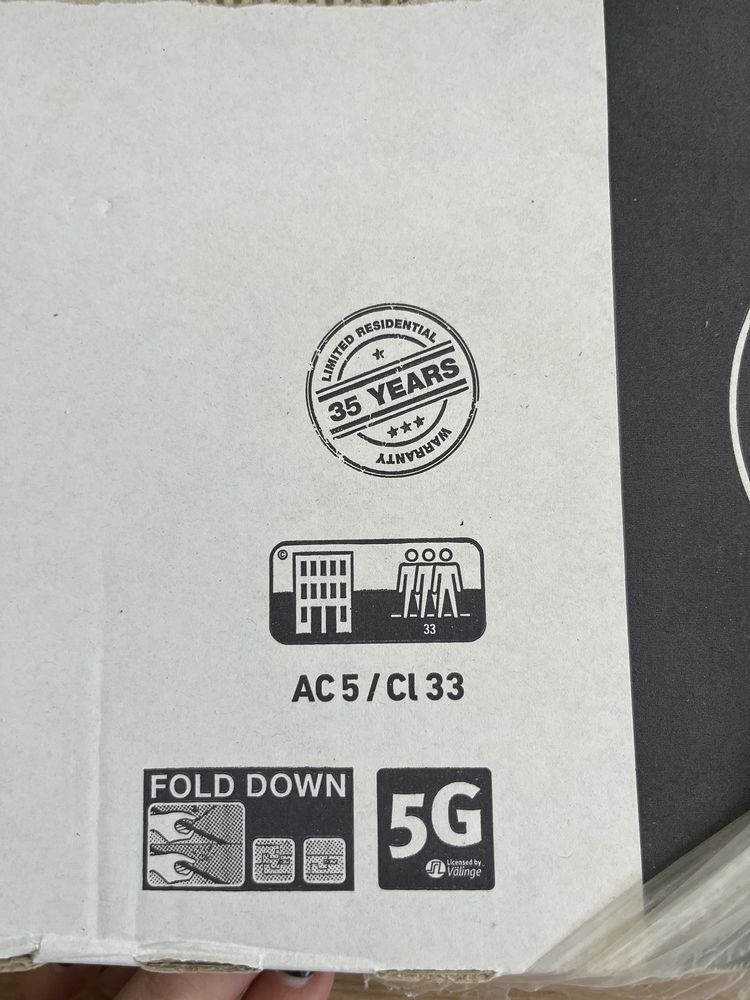 LIMITED RESIDENTIAL
35 YEARS
WARRANTY
©
33
AC 5 / Cl 33
FOLD DOWN
5G
Licensed by
Välinge